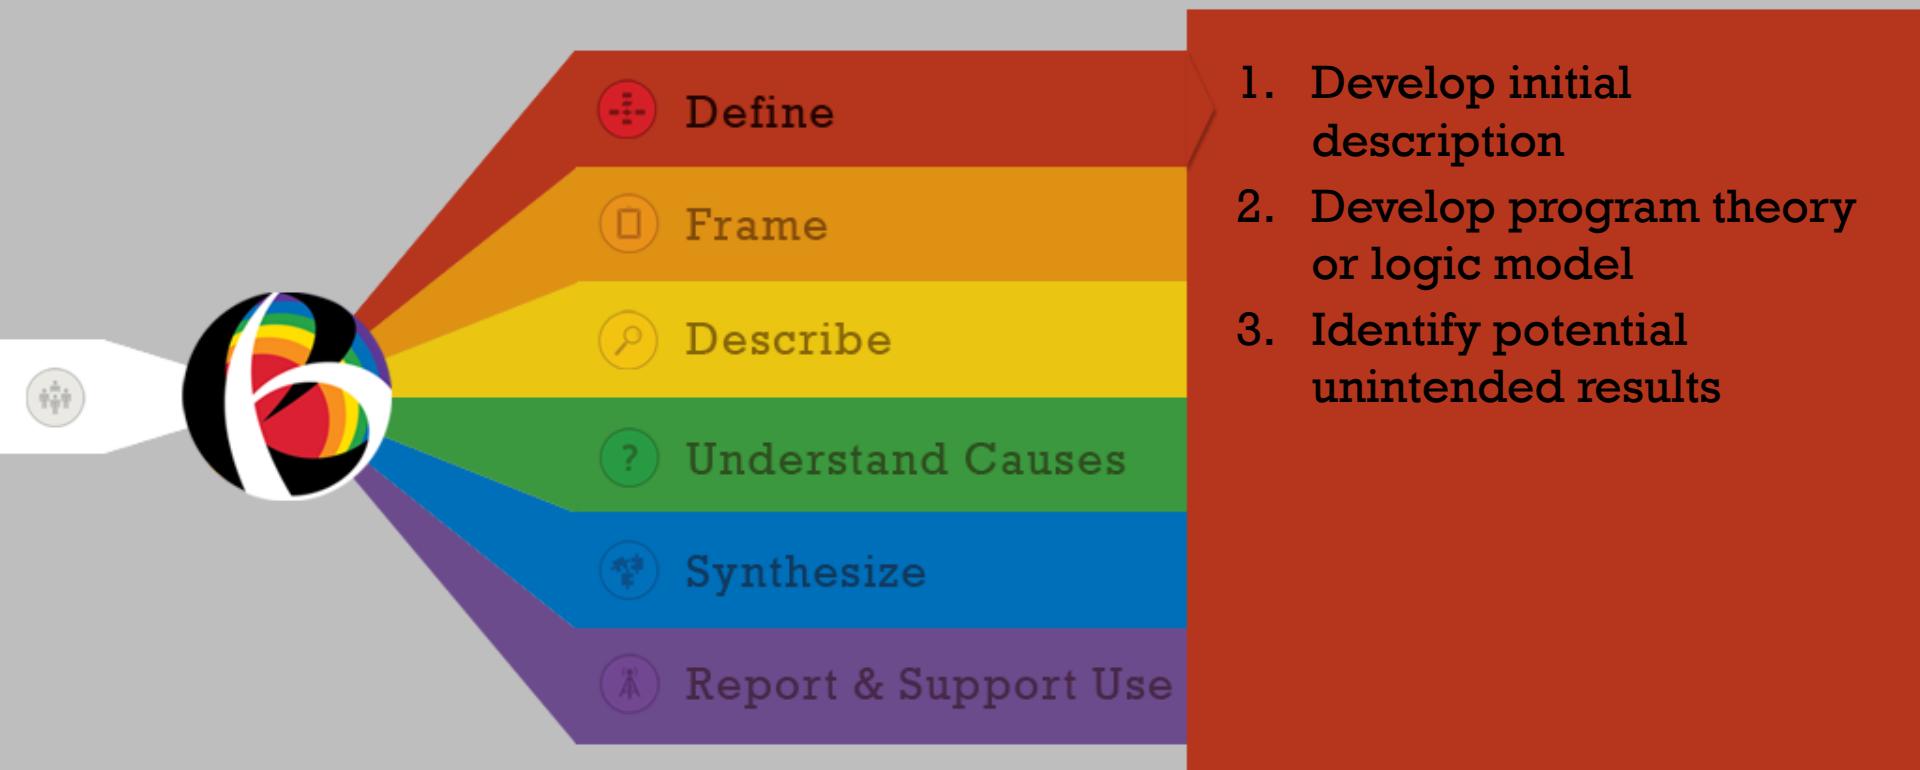 Define
Frame
Describe
? Understand Causes
Synthesize
Report & Support Use
1. Develop initial
description
2. Develop program theory
or logic model
3. Identify potential
unintended results